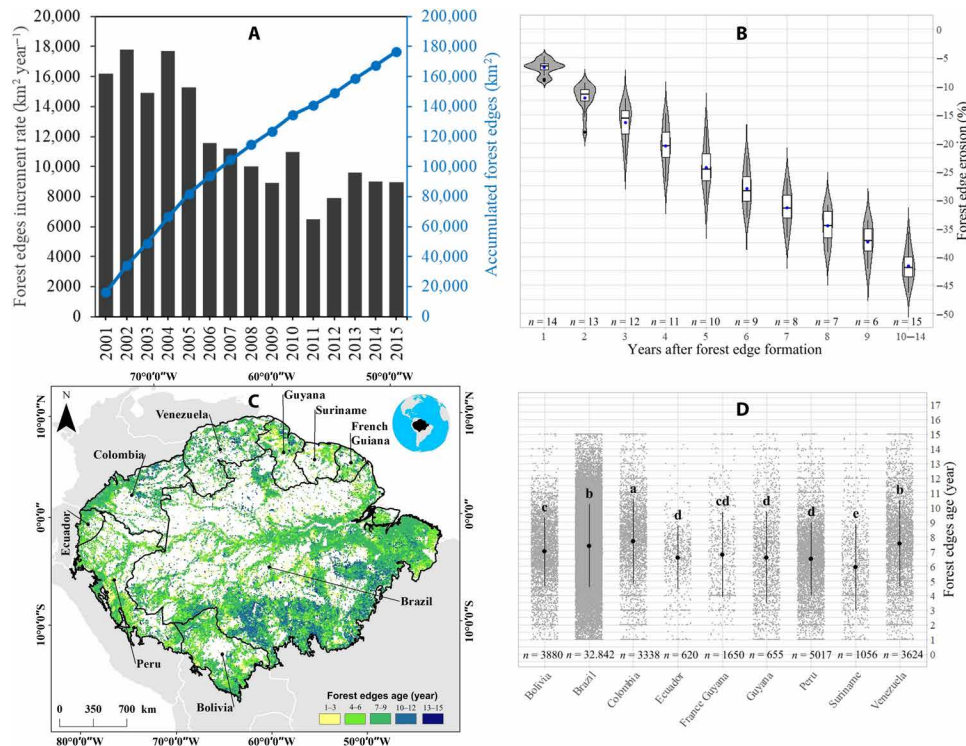 A
Forest edges increment rate (km² year⁻¹)
20,000
18,000
16,000
14,000
12,000
10,000
8000
6000
4000
2000
0
Accumulated forest edges (km²)
200,000
180,000
160,000
140,000
120,000
100,000
80,000
60,000
40,000
20,000
0
2001 2002 2003 2004 2005 2006 2007 2008 2009 2010 2011 2012 2013 2014 2015
B
0
−5
−10
−15
−20
−25
−30
−35
−40
−45
−50
Forest edge erosion (%)
n = 14 n = 13 n = 12 n = 11 n = 10 n = 9 n = 8 n = 7 n = 6 n = 15
1 2 3 4 5 6 7 8 9 10−14
Years after forest edge formation
70°0'0"W 60°0'0"W 50°0'0"W
C
N
Guyana
Venezuela
Suriname
French
Guiana
Colombia
Ecuador
Brazil
Peru
Bolivia
10°0'0"N
0°0'0"
10°0'0"S
10°0'0"N
0°0'0"
10°0'0"S
Forest edges age (year)
1–3 4–6 7–9 10–12 13–15
0 350 700 km
80°0'0"W 70°0'0"W 60°0'0"W 50°0'0"W
D
17
16
15
14
13
12
11
10
9
8
7
6
5
4
3
2
1
0
Forest edges age (year)
c b a d cd d d e b
n = 3880 n = 32.842 n = 3338 n = 620 n = 1650 n = 655 n = 5017 n = 1056 n = 3624
Bolivia Brazil Colombia Ecuador France Guyana Guyana Peru Suriname Venezuela